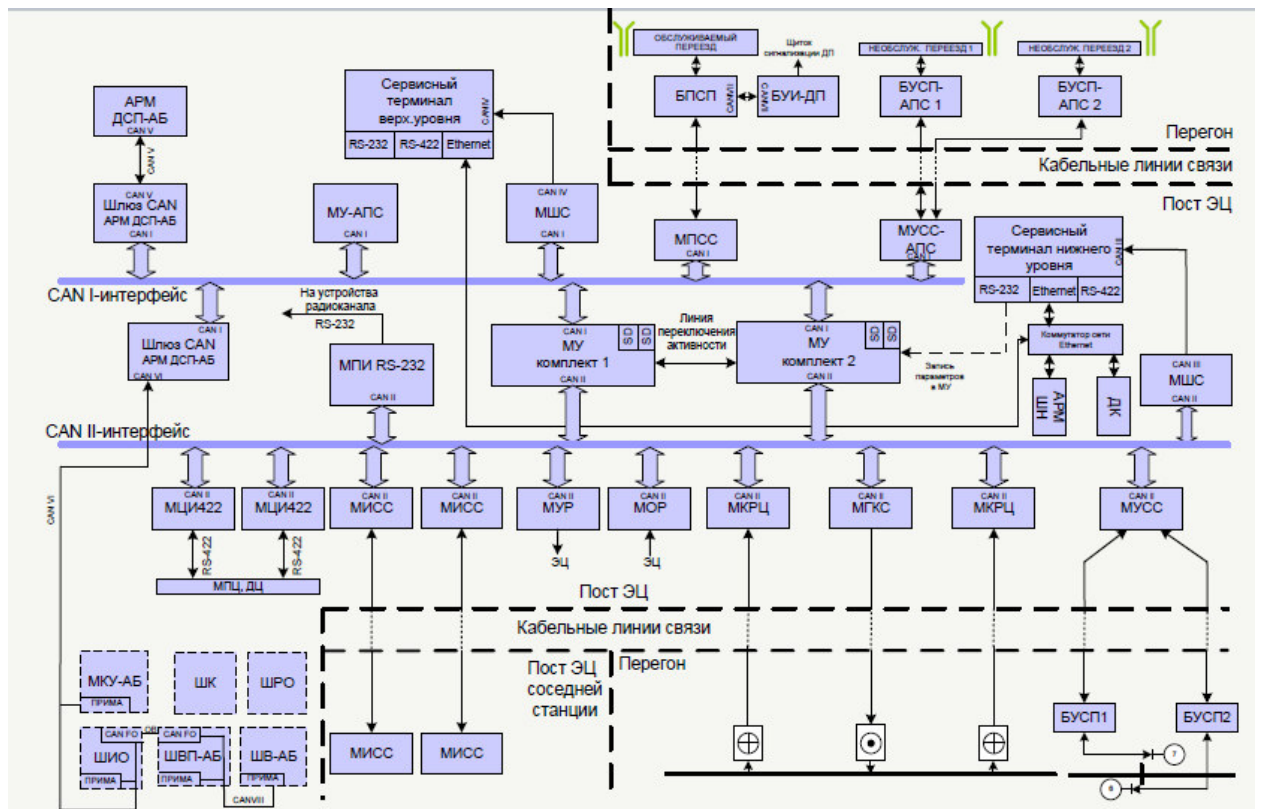 ОБСЛУЖИВАЕМЫЙ
ПЕРЕЕЗД
Щиток
сигнализации ДП
НЕОБСЛУЖ. ПЕРЕЕЗД 1
НЕОБСЛУЖ. ПЕРЕЕЗД 2
БПСП
CANVII
CANVII
БУИ-ДП
БУСП-
АПС 1
БУСП-
АПС 2
Перегон
Кабельные линии связи
Пост ЭЦ
АРМ
ДСП-АБ
CAN V
CAN V
CAN V
Шлюз CAN
АРМ ДСП-АБ
CAN I
Сервисный
терминал
верх.уровня
CANIV
RS-232
RS-422
Ethernet
МУ-АПС
CAN I
CAN IV
МШС
CAN I
МПСС
CAN I
МУСС-
АПС
CAN I
Сервисный
терминал нижнего
уровня
CAN III
RS-232
Ethernet
RS-422
CAN I-интерфейс
CAN I
Шлюз CAN
АРМ ДСП-АБ
CAN VI
На устройства
радиоканала
RS-232
МПИ RS-232
CAN II
CAN I
SD
SD
МУ
комплект 1
CAN II
Линия
переключения
активности
CAN I
SD
SD
МУ
комплект 2
CAN II
Запись
параметров
в МУ
Коммутатор сети
Ethernet
АРМ
ШН
ДК
CAN III
МШС
CAN II
CAN II-интерфейс
CAN VI
CAN II
МЦИ422
CAN II
МЦИ422
CAN II
МИСС
CAN II
МИСС
CAN II
МУР
CAN II
МОР
CAN II
МКРЦ
CAN II
МГКС
CAN II
МКРЦ
CAN II
МУСС
RS-422
RS-422
ЭЦ
ЭЦ
МПЦ, ДЦ
Пост ЭЦ
Кабельные линии связи
Пост ЭЦ
соседней
станции
Перегон
МКУ-АБ
ПРИМА
ШК
ШРО
CAN FO
ШИО
ПРИМА
CAN FO
ШВП-АБ
ПРИМА
ШВ-АБ
ПРИМА
CANVIII
МИСС
МИСС
БУСП1
БУСП2
7